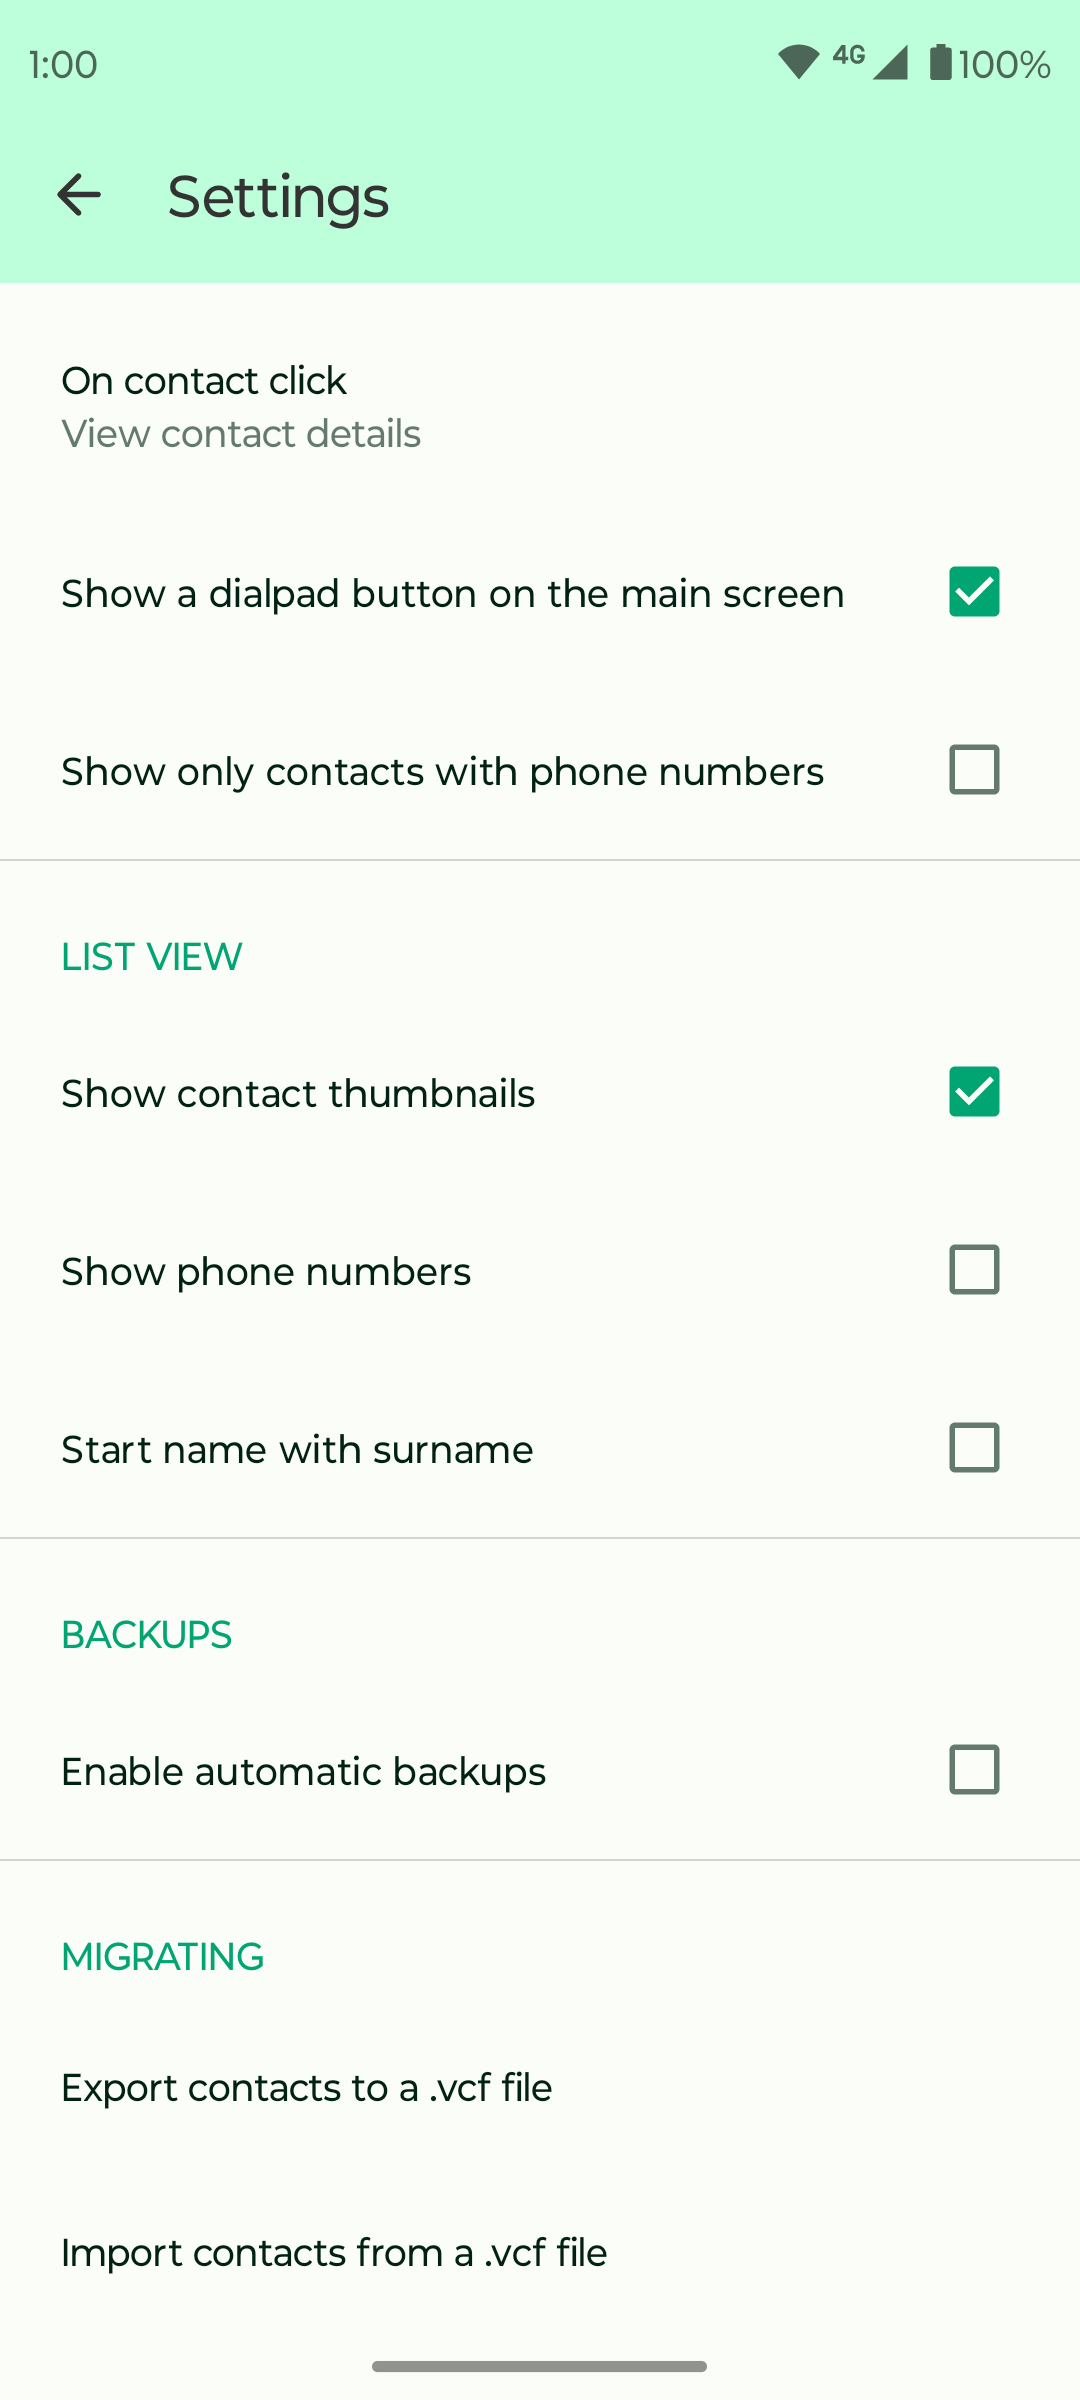 1:00
4G
100%
Settings
On contact click
View contact details
Show a dialpad button on the main screen
Show only contacts with phone numbers
LIST VIEW
Show contact thumbnails
Show phone numbers
Start name with surname
BACKUPS
Enable automatic backups
MIGRATING
Export contacts to a .vcf file
Import contacts from a .vcf file